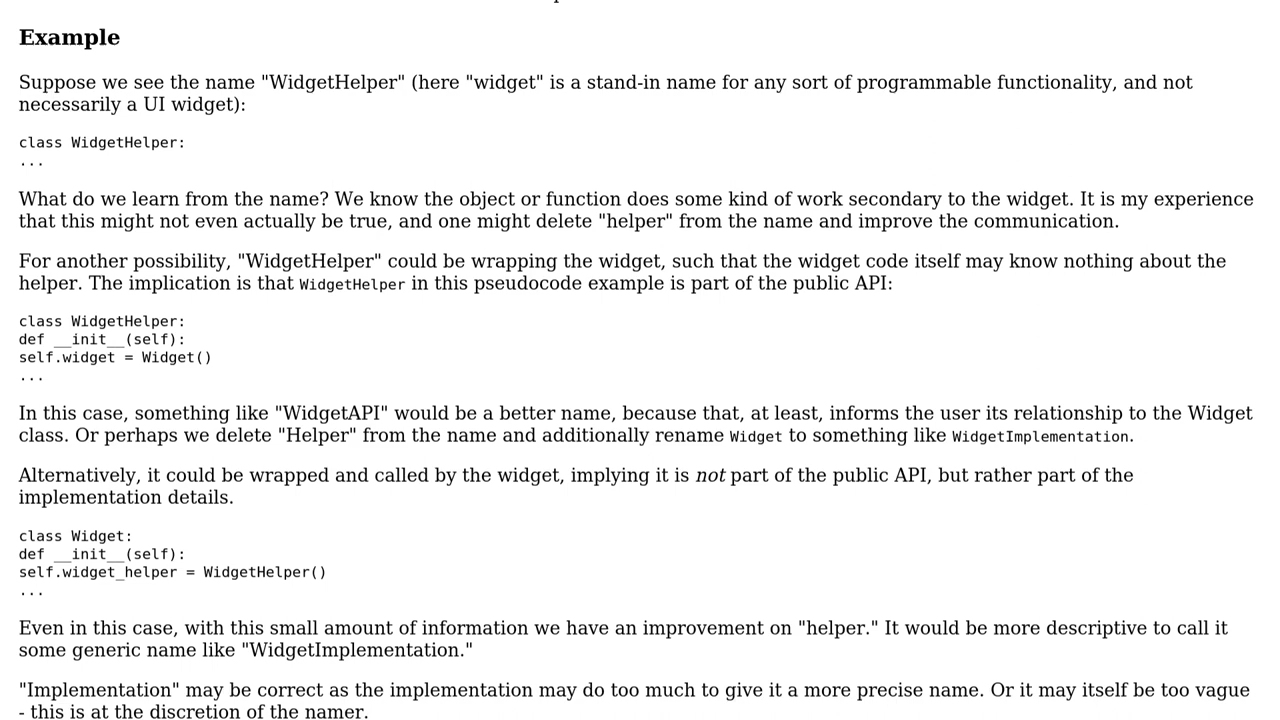 Example
Suppose we see the name "WidgetHelper" (here "widget" is a stand-in name for any sort of programmable functionality, and not
necessarily a UI widget):
class WidgetHelper:
...
What do we learn from the name? We know the object or function does some kind of work secondary to the widget. It is my experience
that this might not even actually be true, and one might delete "helper" from the name and improve the communication.
For another possibility, "WidgetHelper" could be wrapping the widget, such that the widget code itself may know nothing about the
helper. The implication is that WidgetHelper in this pseudocode example is part of the public API:
class WidgetHelper:
def __init__(self):
self.widget = Widget()
...
In this case, something like "WidgetAPI" would be a better name, because that, at least, informs the user its relationship to the Widget
class. Or perhaps we delete "Helper" from the name and additionally rename Widget to something like WidgetImplementation.
Alternatively, it could be wrapped and called by the widget, implying it is not part of the public API, but rather part of the
implementation details.
class Widget:
def __init__(self):
self.widget_helper = WidgetHelper()
...
Even in this case, with this small amount of information we have an improvement on "helper." It would be more descriptive to call it
some generic name like "WidgetImplementation."
"Implementation" may be correct as the implementation may do too much to give it a more precise name. Or it may itself be too vague
- this is at the discretion of the namer.